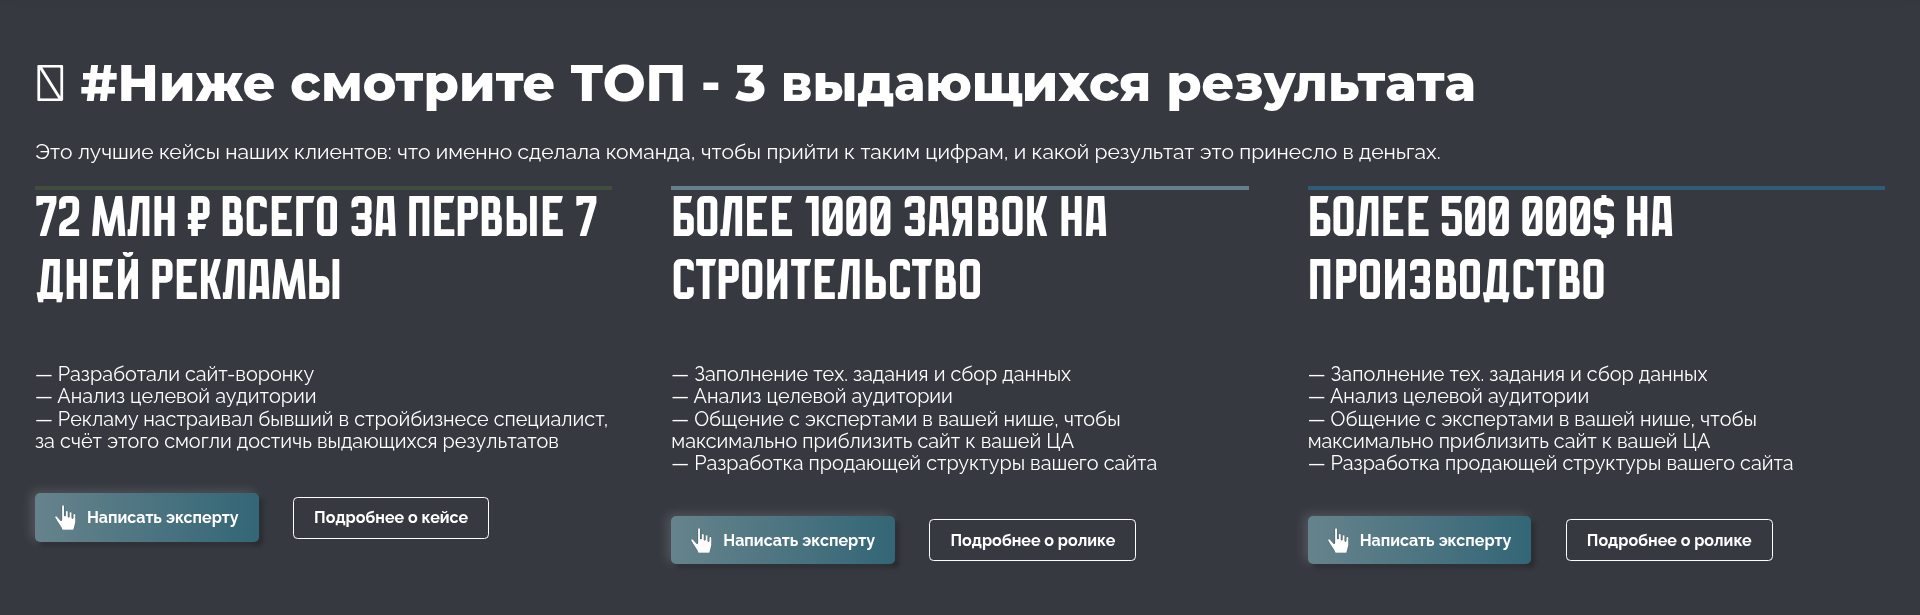 #Ниже смотрите ТОП - 3 выдающихся результата
Это лучшие кейсы наших клиентов: что именно сделала команда, чтобы прийти к таким цифрам, и какой результат это принесло в деньгах.
72 МЛН ₽ ВСЕГО ЗА ПЕРВЫЕ 7
ДНЕЙ РЕКЛАМЫ
— Разработали сайт-воронку
— Анализ целевой аудитории
— Рекламу настраивал бывший в стройбизнесе специалист,
за счёт этого смогли достичь выдающихся результатов
Написать эксперту
Подробнее о кейсе
БОЛЕЕ 1000 ЗАЯВОК НА
СТРОИТЕЛЬСТВО
— Заполнение тех. задания и сбор данных
— Анализ целевой аудитории
— Общение с экспертами в вашей нише, чтобы
максимально приблизить сайт к вашей ЦА
— Разработка продающей структуры вашего сайта
Написать эксперту
Подробнее о ролике
БОЛЕЕ 500 000$ НА
ПРОИЗВОДСТВО
— Заполнение тех. задания и сбор данных
— Анализ целевой аудитории
— Общение с экспертами в вашей нише, чтобы
максимально приблизить сайт к вашей ЦА
— Разработка продающей структуры вашего сайта
Написать эксперту
Подробнее о ролике